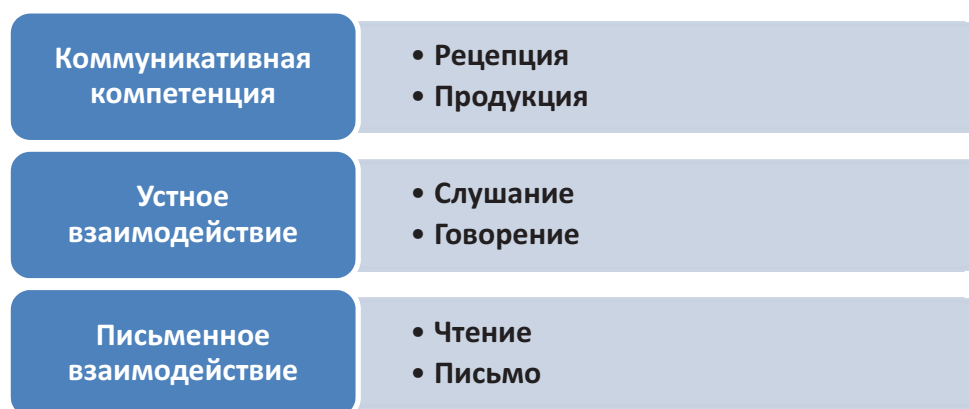 Коммуникативная
компетенция
• Рецепция
• Продукция
Устное
взаимодействие
• Слушание
• Говорение
Письменное
взаимодействие
• Чтение
• Письмо